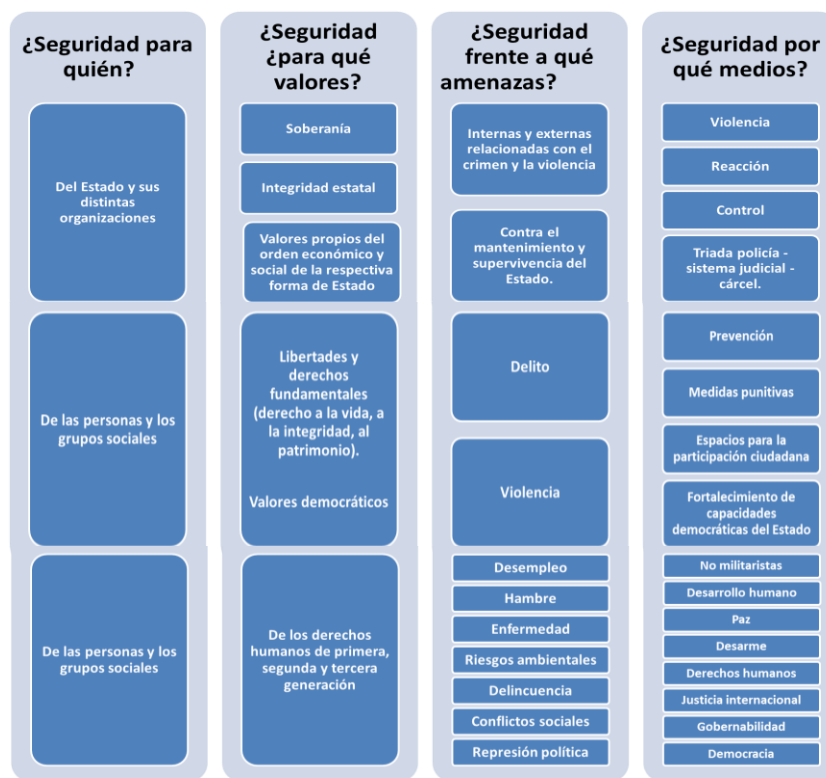 ¿Seguridad para
quién?
Del Estado y sus
distintas
organizaciones
De las personas y los
grupos sociales
De las personas y los
grupos sociales
¿Seguridad
¿para qué
valores?
Soberanía
Integridad estatal
Valores propios del
orden económico y
social de la respectiva
forma de Estado
Libertades y
derechos
fundamentales
(derecho a la vida, a
la integridad, al
patrimonio).
Valores democráticos
De los derechos
humanos de primera,
segunda y tercera
generación
¿Seguridad
frente a qué
amenazas?
Internas y externas
relacionadas con el
crimen y la violencia
Contra el
mantenimiento y
supervivencia del
Estado.
Delito
Violencia
Desempleo
Hambre
Enfermedad
Riesgos ambientales
Delincuencia
Conflictos sociales
Represión política
¿Seguridad por
qué medios?
Violencia
Reacción
Control
Triada policía -
sistema judicial -
cárcel.
Prevención
Medidas punitivas
Espacios para la
participación ciudadana
Fortalecimiento de
capacidades
democráticas del Estado
No militaristas
Desarrollo humano
Paz
Desarme
Derechos humanos
Justicia internacional
Gobernabilidad
Democracia